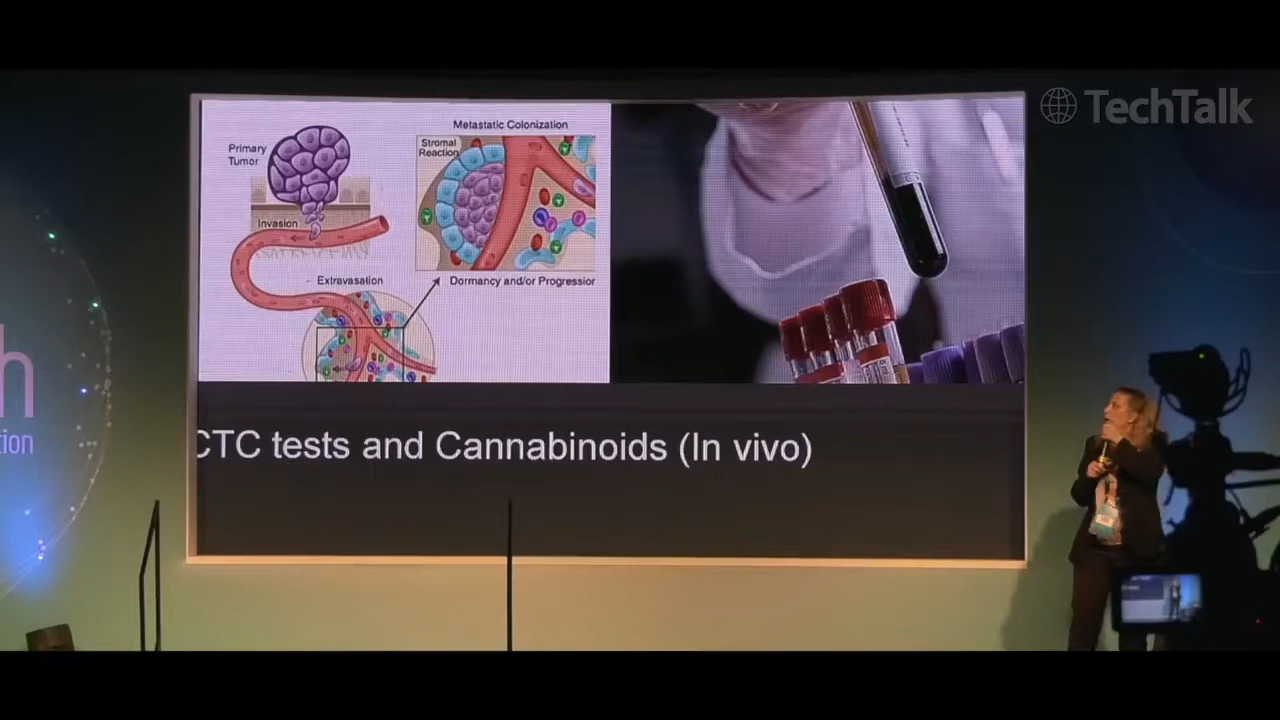 TechTalk
Metastatic Colonization
Primary
Tumor
Stromal
Reaction
Invasion
Extravasation
Dormancy and/or Progression
CTC tests and Cannabinoids (In vivo)
h
tion